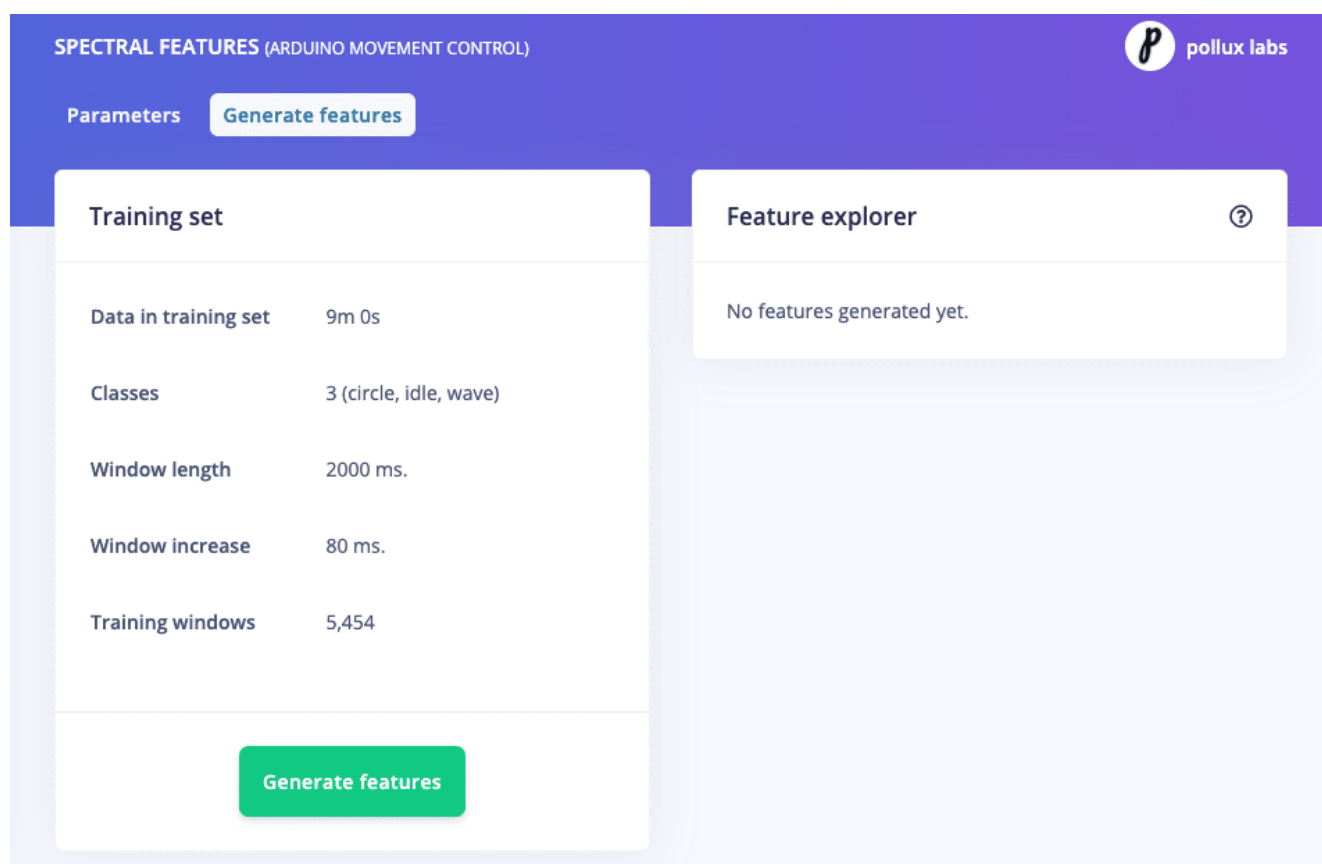 SPECTRAL FEATURES (ARDUINO MOVEMENT CONTROL)
pollux labs
Parameters
Generate features
Training set
Data in training set 9m 0s
Classes 3 (circle, idle, wave)
Window length 2000 ms.
Window increase 80 ms.
Training windows 5,454
Generate features
Feature explorer
No features generated yet.